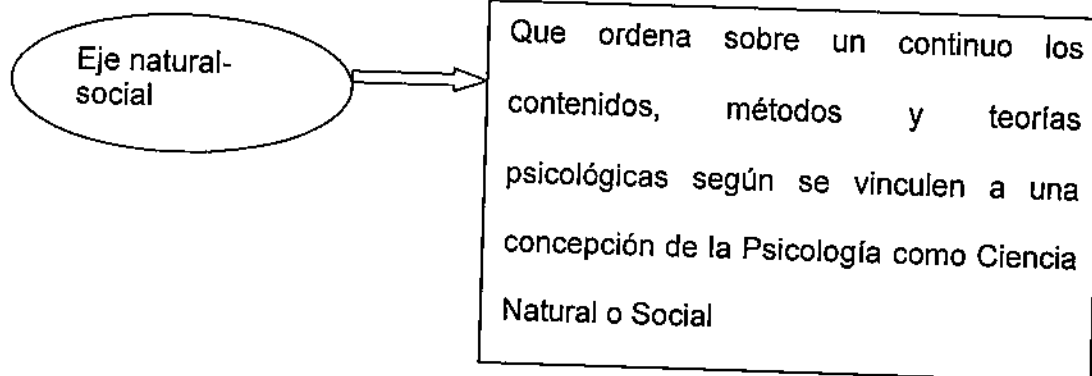 Eje natural-
social
Que ordena sobre un continuo los
contenidos, métodos y teorías
psicológicas según se vinculen a una
concepción de la Psicología como Ciencia
Natural o Social